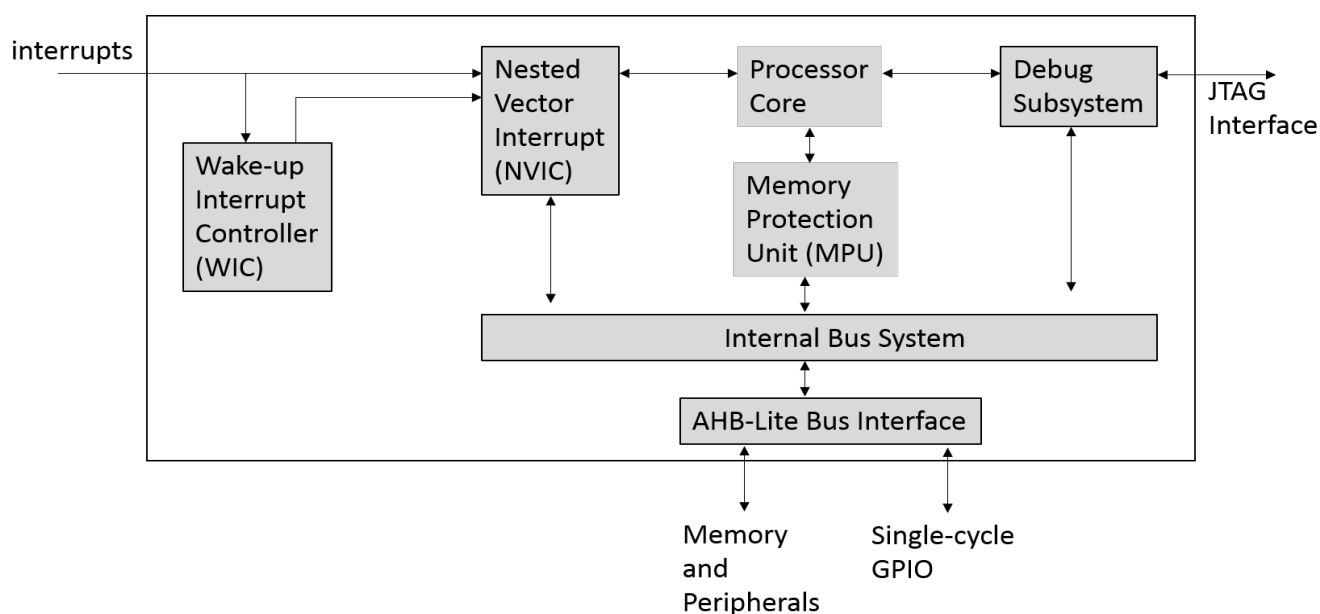 interrupts
Nested
Vector
Interrupt
(NVIC)
Processor
Core
Debug
Subsystem
JTAG
Interface
Wake-up
Interrupt
Controller
(WIC)
Memory
Protection
Unit (MPU)
Internal Bus System
AHB-Lite Bus Interface
Memory
and
Peripherals
Single-cycle
GPIO